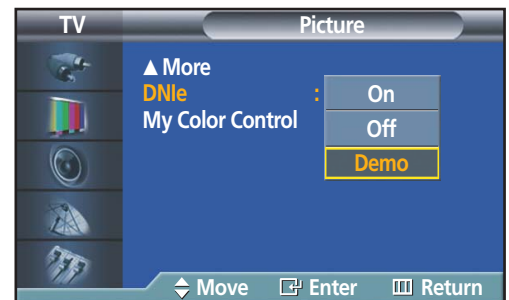 TV Picture
▲ More
DNIe : On
My Color Control Off
Demo
Move Enter Return